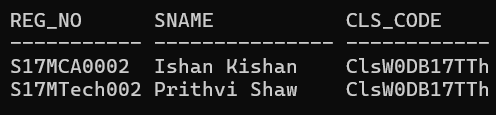 REG_NO      SNAME           CLS_CODE
----------- --------------- ------------
S17MCA0002  Ishan Kishan    ClsW0DB17TTh
S17MTech002 Prithvi Shaw    ClsW0DB17TTh